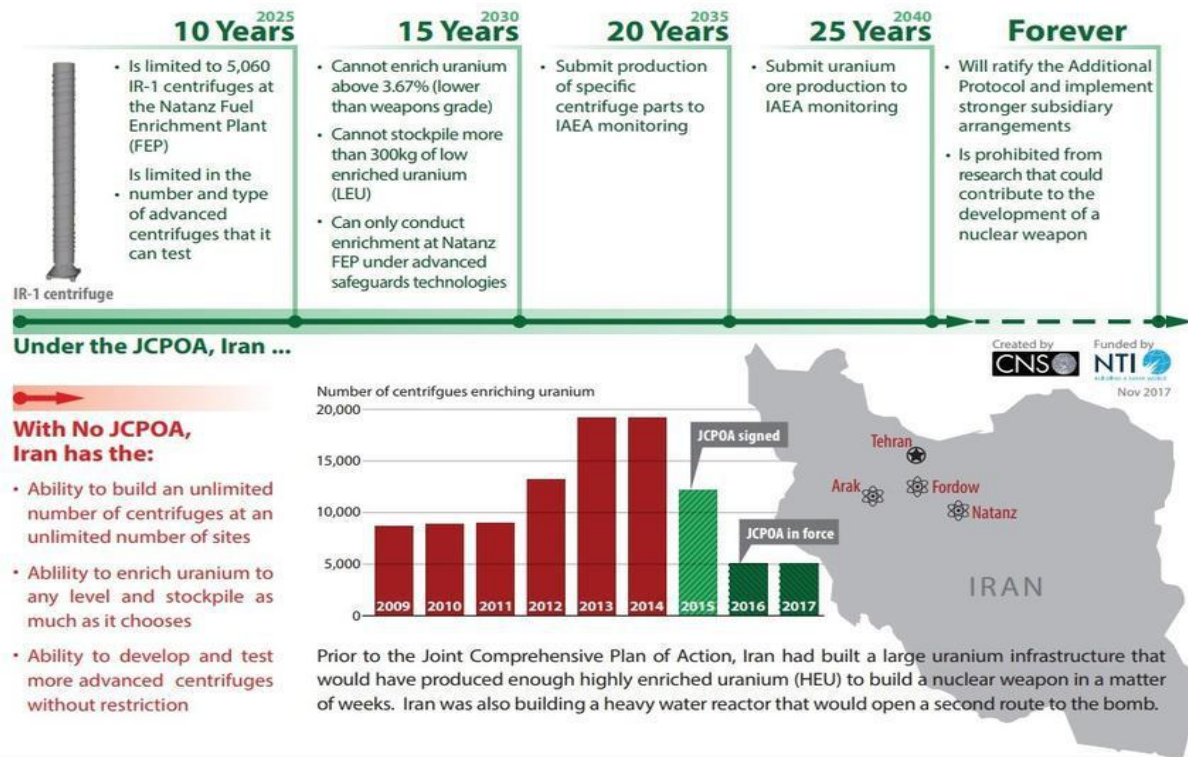 2025
10 Years
• Is limited to 5,060
IR-1 centrifuges at
the Natanz Fuel
Enrichment Plant
(FEP)
Is limited in the
• number and type
of advanced
centrifuges that it
can test
IR-1 centrifuge
2030
15 Years
• Cannot enrich uranium
above 3.67% (lower
than weapons grade)
• Cannot stockpile more
than 300kg of low
enriched uranium
(LEU)
• Can only conduct
enrichment at Natanz
FEP under advanced
safeguards technologies
2035
20 Years
• Submit production
of specific
centrifuge parts to
IAEA monitoring
2040
25 Years
• Submit uranium
ore production to
IAEA monitoring
Forever
• Will ratify the Additional
Protocol and implement
stronger subsidiary
arrangements
• Is prohibited from
research that could
contribute to the
development of a
nuclear weapon
Under the JCPOA, Iran ...
Created by
CNS
Funded by
NTI
Nov 2017
With No JCPOA,
Iran has the:
• Ability to build an unlimited
number of centrifuges at an
unlimited number of sites
• Ablility to enrich uranium to
any level and stockpile as
much as it chooses
• Ability to develop and test
more advanced centrifuges
without restriction
Number of centrifgues enriching uranium
20,000
15,000
10,000
5,000
0
JCPOA signed
JCPOA in force
2009 2010 2011 2012 2013 2014 2015 2016 2017
Tehran
Arak
Fordow
Natanz
IRAN
Prior to the Joint Comprehensive Plan of Action, Iran had built a large uranium infrastructure that
would have produced enough highly enriched uranium (HEU) to build a nuclear weapon in a matter
of weeks. Iran was also building a heavy water reactor that would open a second route to the bomb.